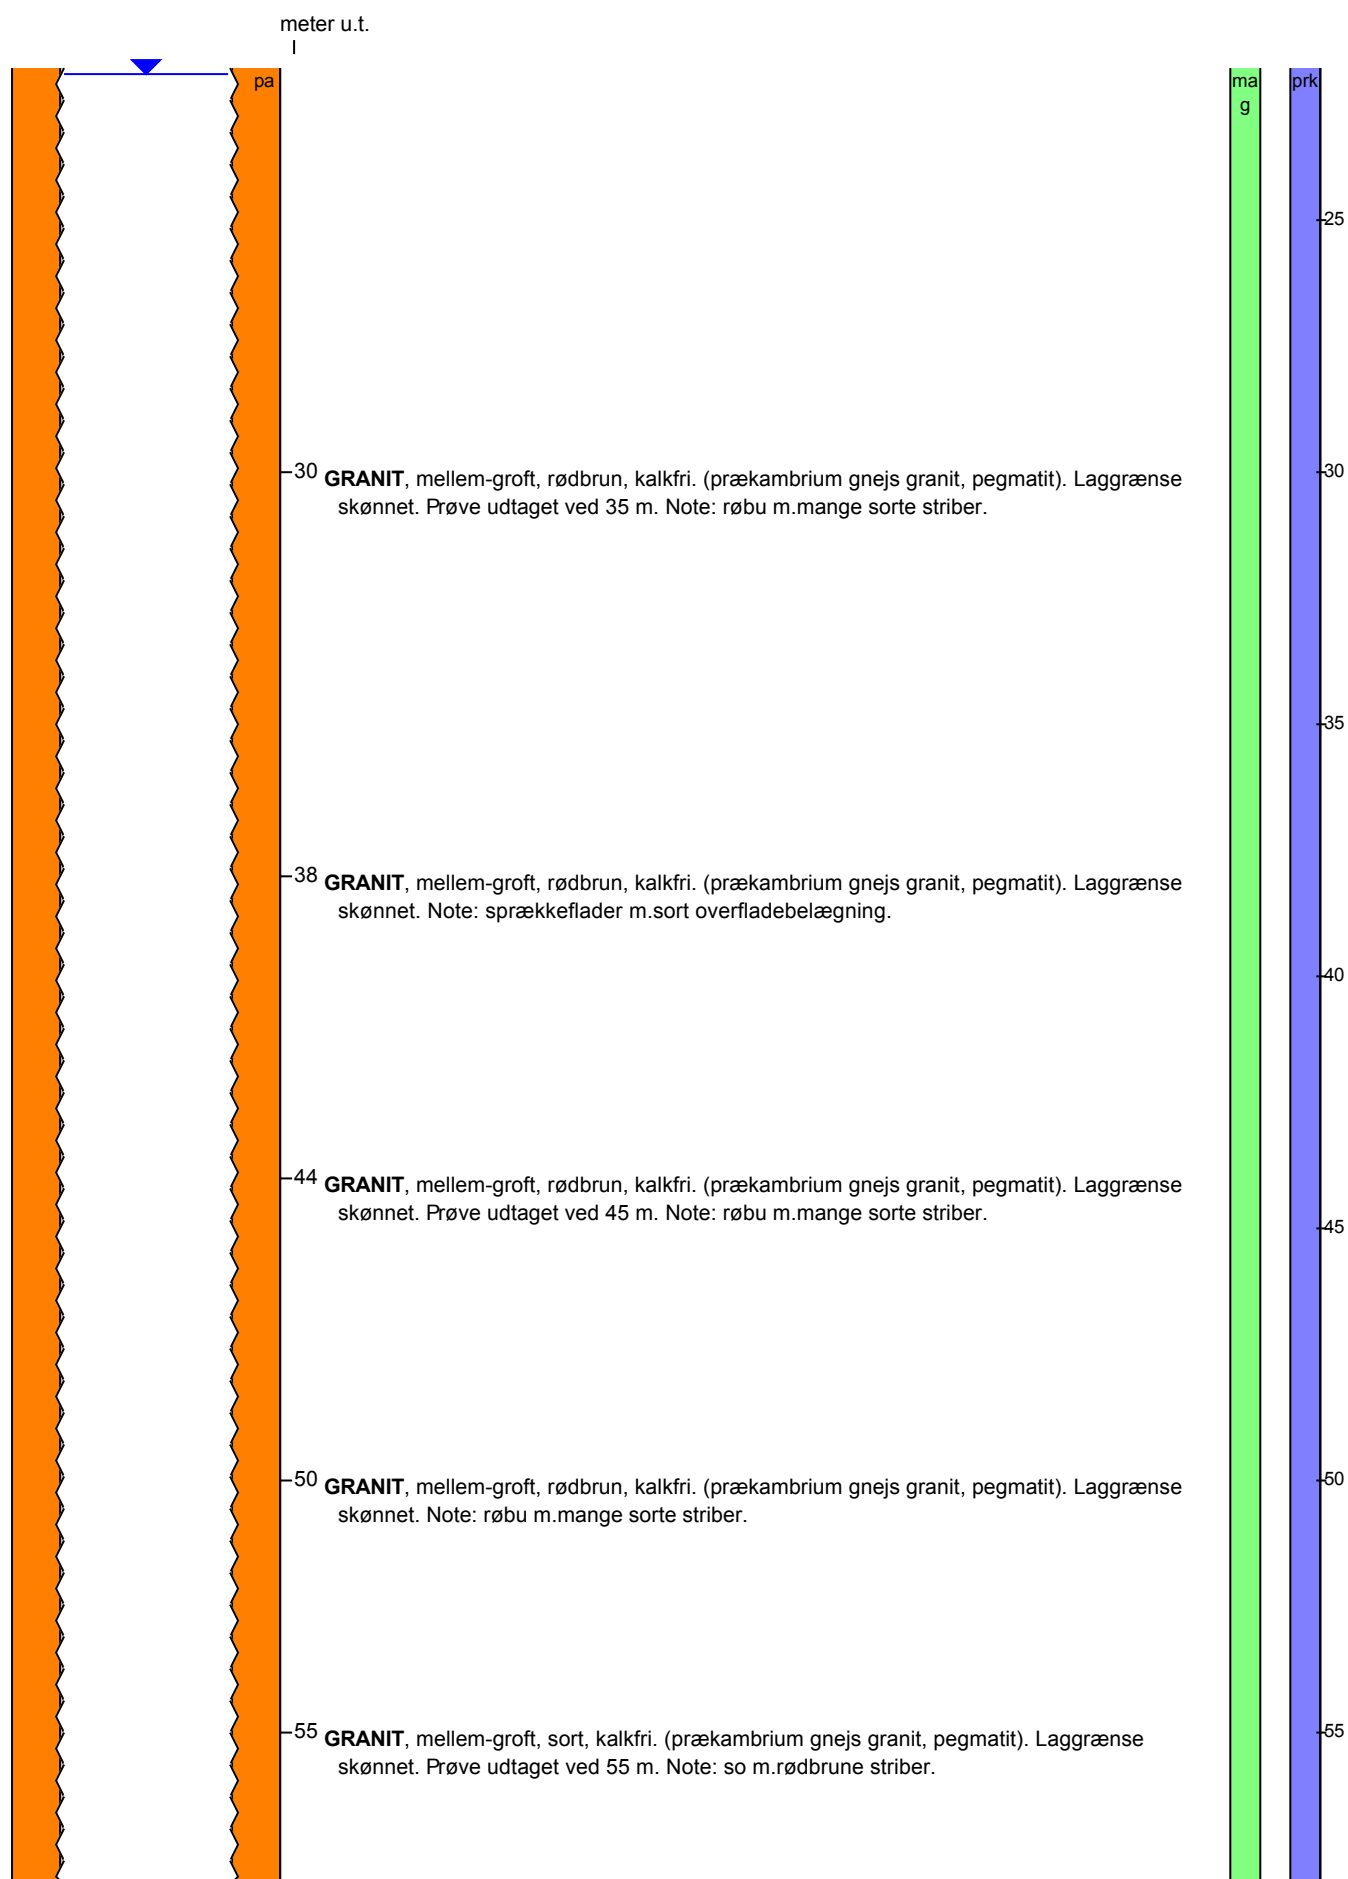 meter u.t.
pa
ma
g
prk
25
30 GRANIT, mellem-groft, rødbrun, kalkfri. (prækambrium gnejs granit, pegmatit). Laggrænse
skønnet. Prøve udtaget ved 35 m. Note: røbu m.mange sorte striber.
30
35
38 GRANIT, mellem-groft, rødbrun, kalkfri. (prækambrium gnejs granit, pegmatit). Laggrænse
skønnet. Note: sprækkeflader m.sort overfladebelægning.
40
44 GRANIT, mellem-groft, rødbrun, kalkfri. (prækambrium gnejs granit, pegmatit). Laggrænse
skønnet. Prøve udtaget ved 45 m. Note: røbu m.mange sorte striber.
45
50 GRANIT, mellem-groft, rødbrun, kalkfri. (prækambrium gnejs granit, pegmatit). Laggrænse
skønnet. Note: røbu m.mange sorte striber.
50
55 GRANIT, mellem-groft, sort, kalkfri. (prækambrium gnejs granit, pegmatit). Laggrænse
skønnet. Prøve udtaget ved 55 m. Note: so m.rødbrune striber.
55